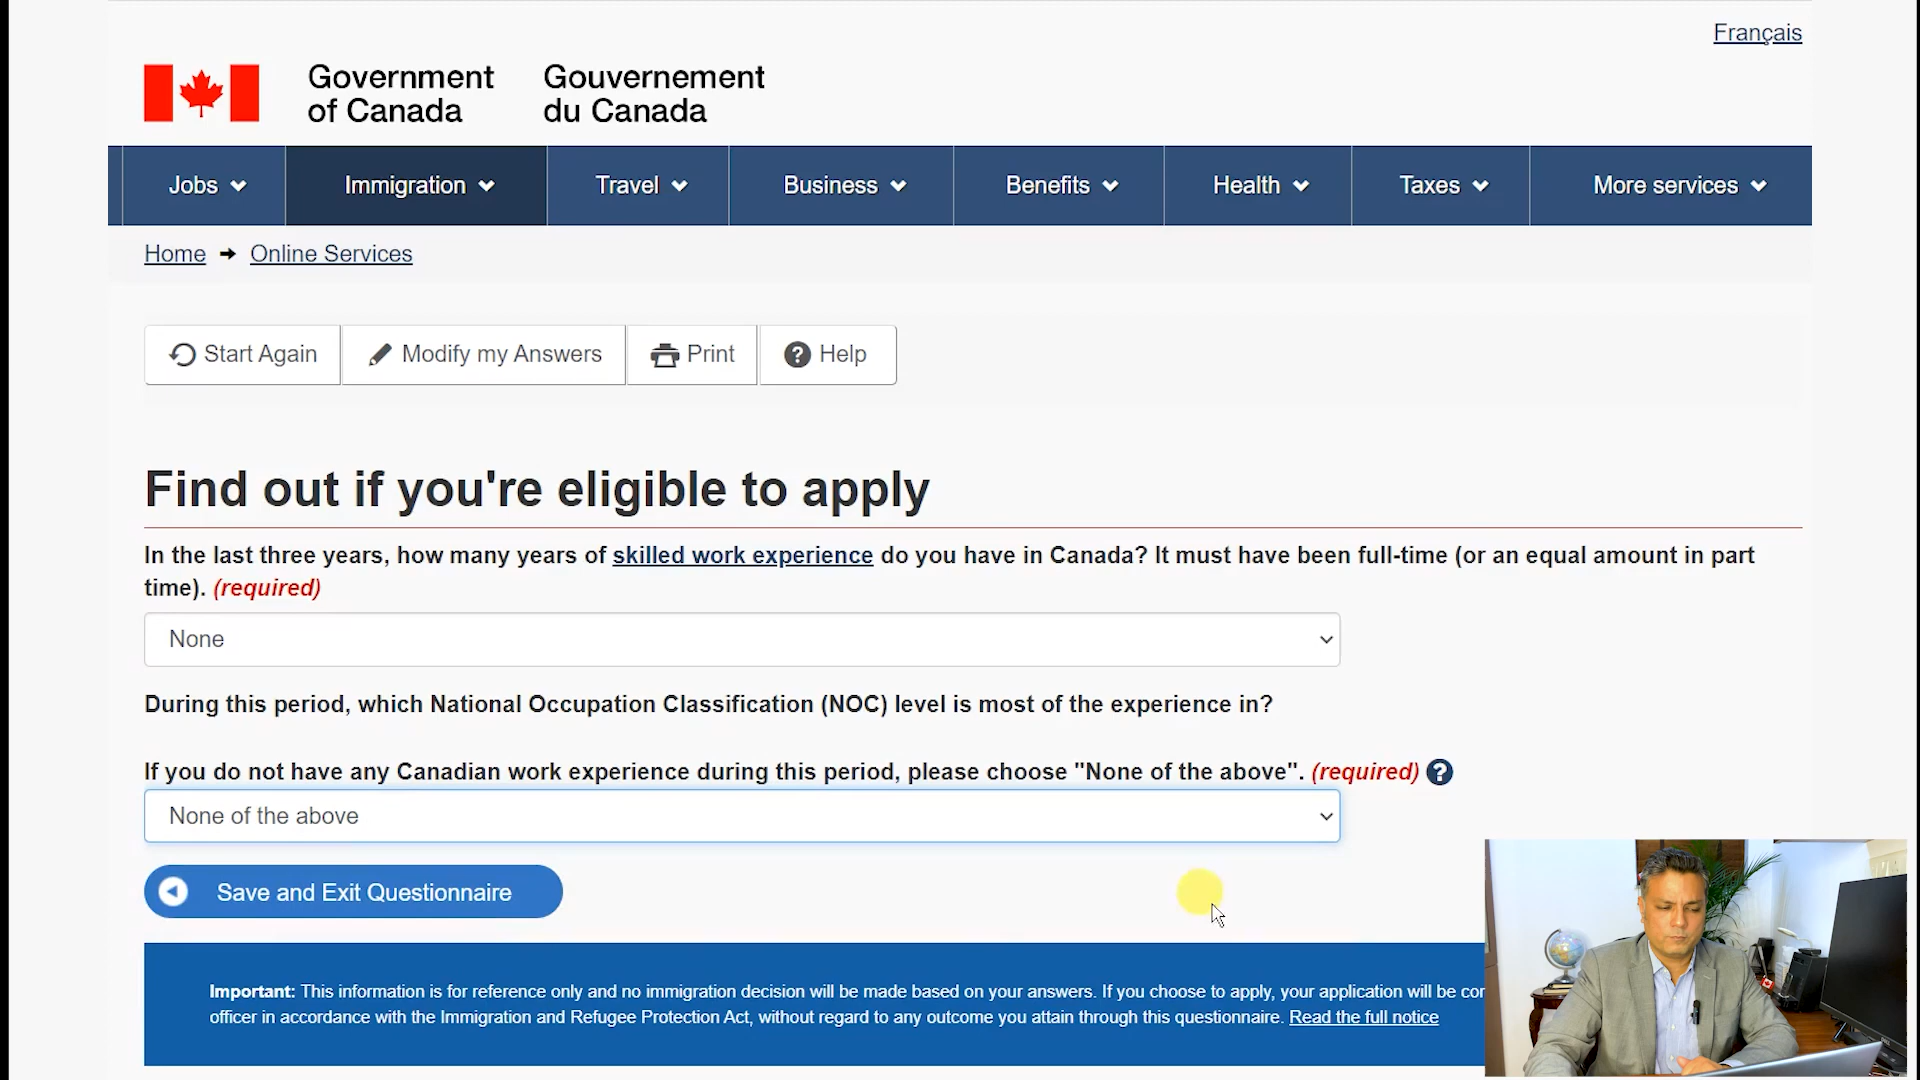 Français
Government
of Canada
Gouvernement
du Canada
Jobs
Immigration
Travel
Business
Benefits
Health
Taxes
More services
Home
Online Services
Start Again
Modify my Answers
Print
? Help
Find out if you're eligible to apply
In the last three years, how many years of skilled work experience do you have in Canada? It must have been full-time (or an equal amount in part
time). (required)
None
During this period, which National Occupation Classification (NOC) level is most of the experience in?
If you do not have any Canadian work experience during this period, please choose "None of the above". (required) ?
None of the above
Save and Exit Questionnaire
Important: This information is for reference only and no immigration decision will be made based on your answers. If you choose to apply, your application will be
officer in accordance with the Immigration and Refugee Protection Act, without regard to any outcome you attain through this questionnaire. Read the full notice